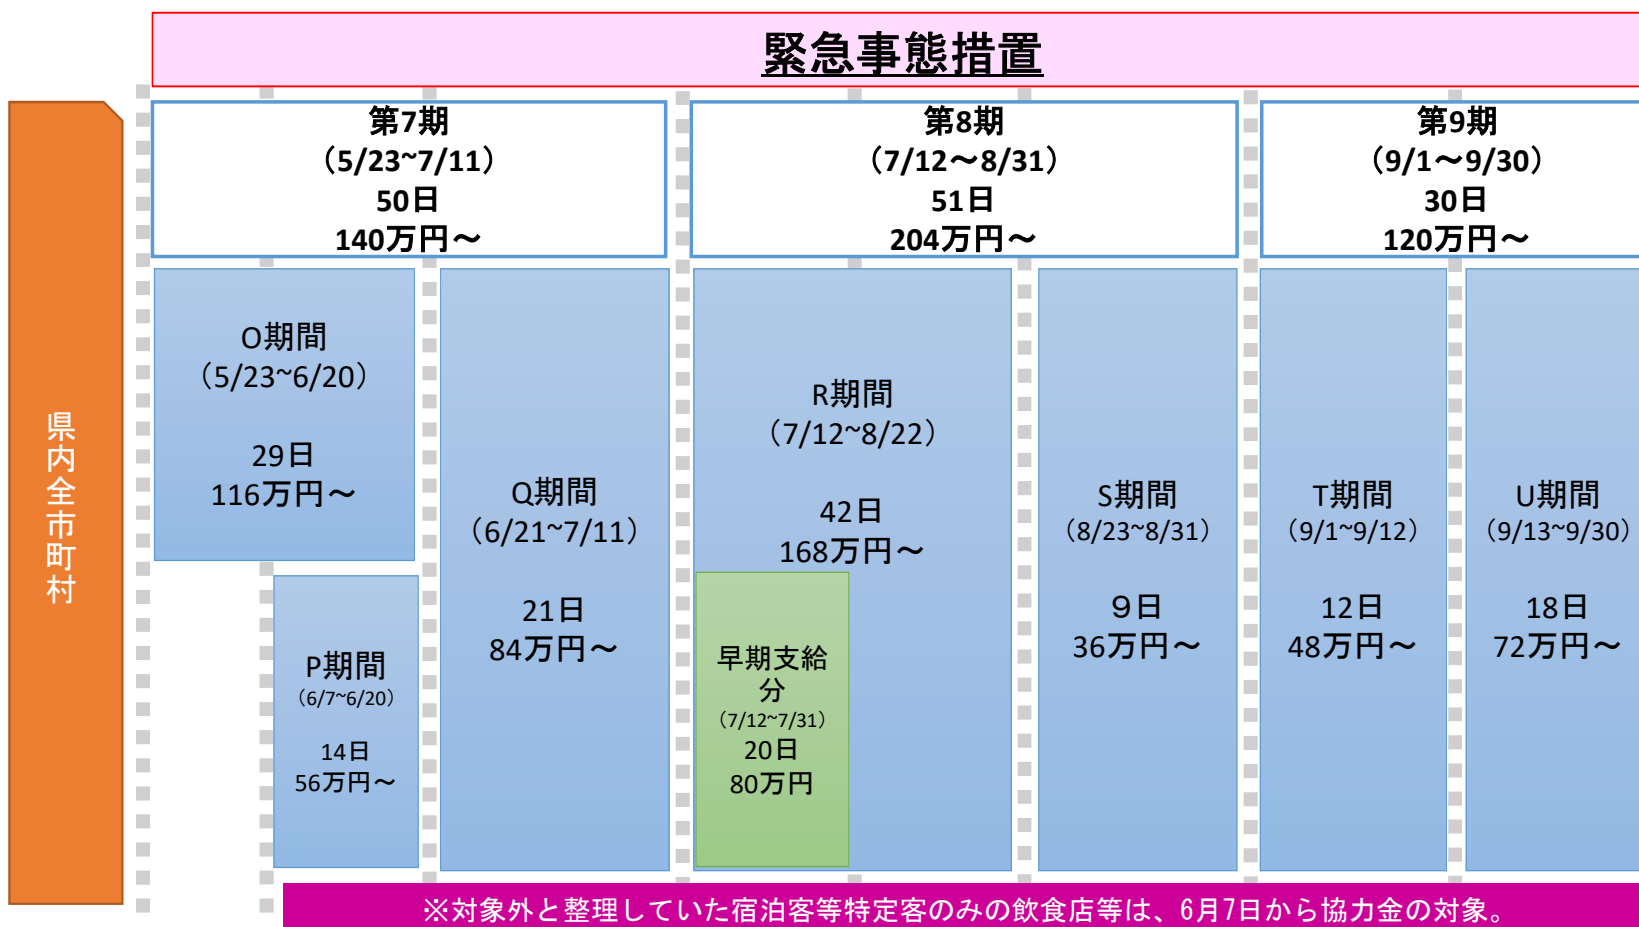 緊急事態措置
県内全市町村
第7期
（5/23~7/11）
50日
140万円～
第8期
（7/12～8/31）
51日
204万円～
第9期
（9/1～9/30）
30日
120万円～
O期間
（5/23~6/20）
29日
116万円～
P期間
（6/7~6/20）
14日
56万円～
Q期間
（6/21~7/11）
21日
84万円～
R期間
（7/12~8/22）
42日
168万円～
早期支給
分
（7/12~7/31）
20日
80万円
S期間
（8/23~8/31）
９日
36万円～
T期間
（9/1~9/12）
12日
48万円～
U期間
（9/13~9/30）
18日
72万円～
※対象外と整理していた宿泊客等特定客のみの飲食店等は、6月7日から協力金の対象。